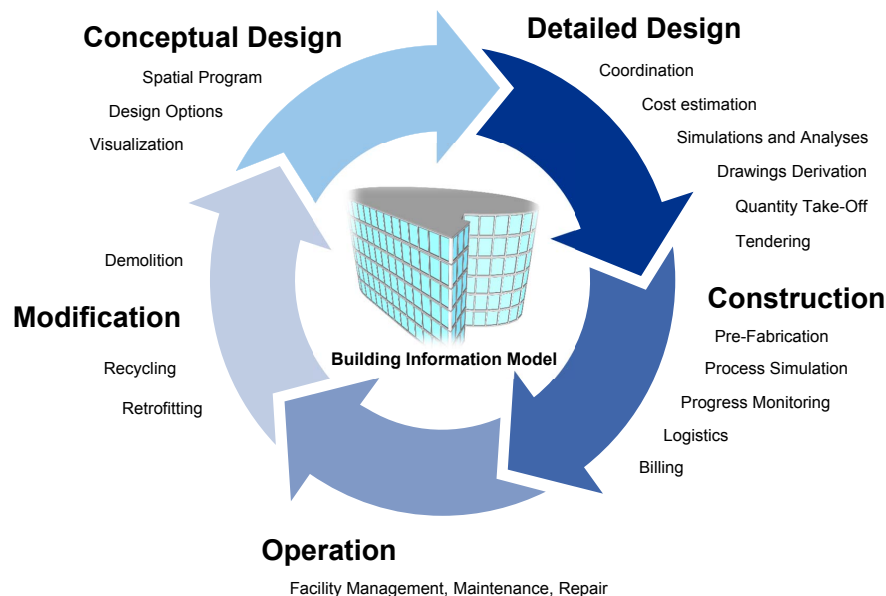 Conceptual Design
Spatial Program
Design Options
Visualization
Detailed Design
Coordination
Cost estimation
Simulations and Analyses
Drawings Derivation
Quantity Take-Off
Tendering
Construction
Pre-Fabrication
Process Simulation
Progress Monitoring
Logistics
Billing
Operation
Facility Management, Maintenance, Repair
Demolition
Modification
Recycling
Retrofitting
Building Information Model